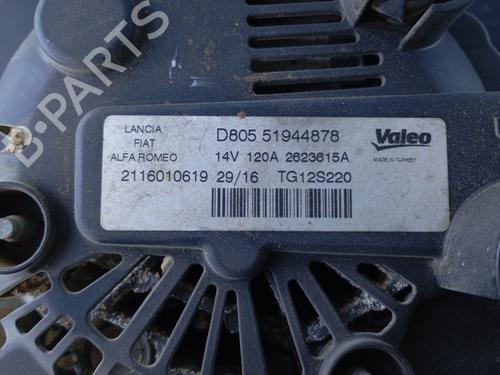 LANCIA
FIAT
ALFA ROMEO
D805 51944878
14V 120A 2623615A
2116010619 29/16 TG12S220
Valeo
MADE IN TURKEY
B-PARTS